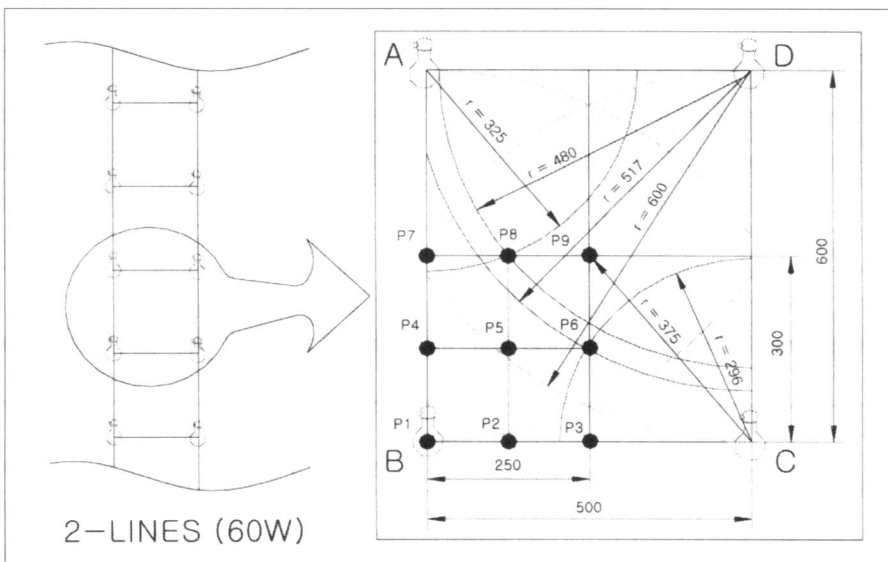 A
D
r = 325
r = 480
r = 517
r = 600
P7
P8
P9
600
P4
P5
P6
r = 375
r = 296
300
P1
P2
P3
B
C
250
500
2-LINES (60W)